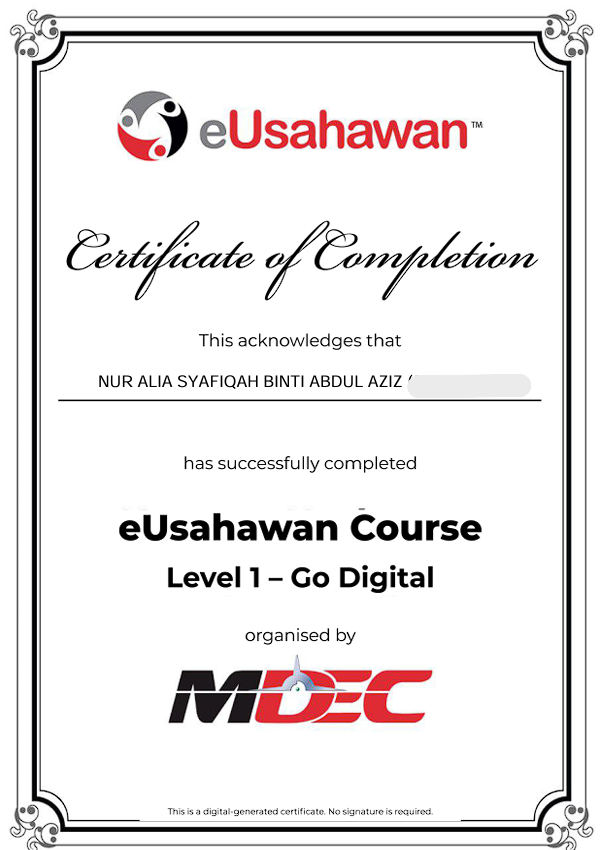 eUsahawan™
Certificate of Completion
This acknowledges that
NUR ALIA SYAFIQAH BINTI ABDUL AZIZ (
has successfully completed
eUsahawan Course
Level 1 – Go Digital
organised by
MDEC
This is a digital-generated certificate. No signature is required.